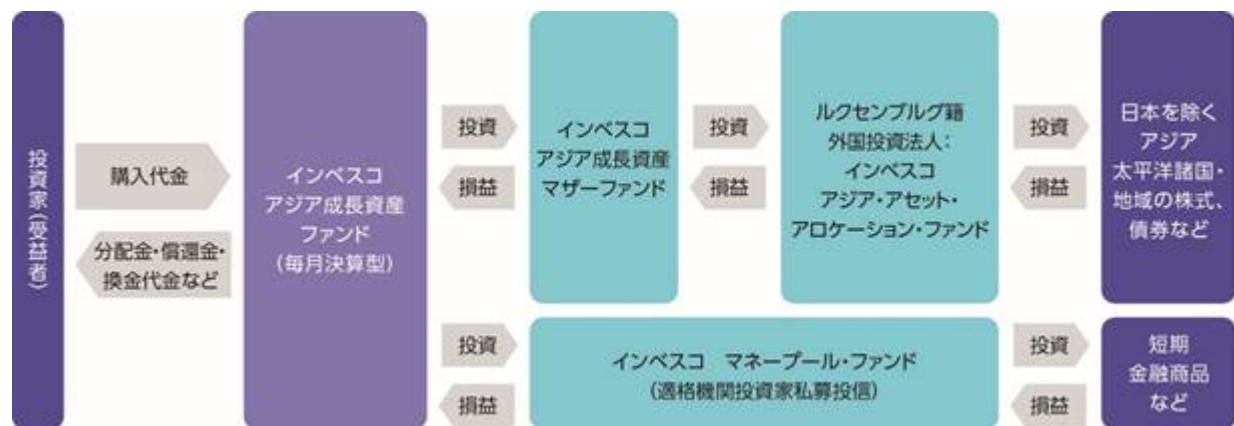 投資家(受益者)
購入代金
分配金・償還金・
換金代金など
インベスコ
アジア成長資産
ファンド
(毎月決算型)
投資
損益
インベスコ
アジア成長資産
マザーファンド
投資
損益
ルクセンブルグ籍
外国投資法人:
インベスコ
アジア・アセット・
アロケーション・ファンド
投資
損益
日本を除く
アジア
太平洋諸国・
地域の株式、
債券など
投資
損益
インベスコ マネープール・ファンド
(適格機関投資家私募投信)
投資
損益
短期
金融商品
など